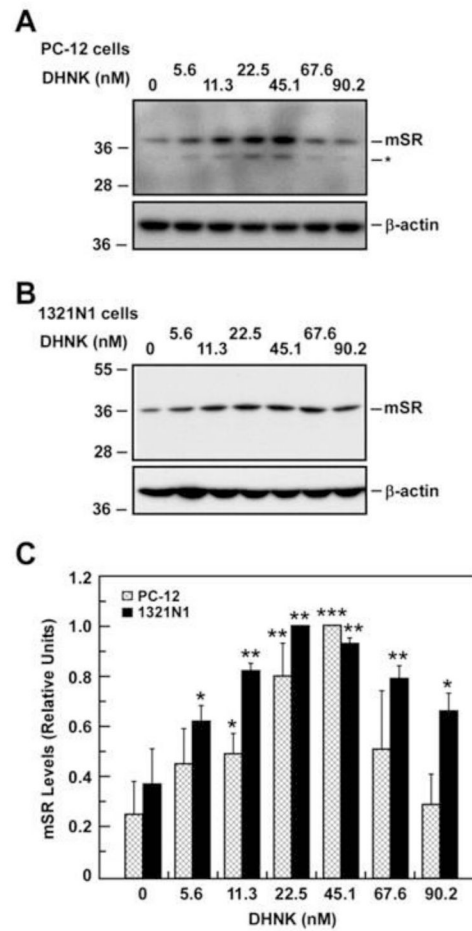 A
PC-12 cells
DHNK (nM)
0 5.6 11.3 22.5 45.1 67.6 90.2
36
28
mSR
*
36
β-actin
B
1321N1 cells
DHNK (nM)
0 5.6 11.3 22.5 45.1 67.6 90.2
55
36
28
mSR
36
β-actin
C
mSR Levels (Relative Units)
1.2
1.0
0.8
0.6
0.4
0.2
0
PC-12
1321N1
* * ** ** ** *** ** ** *
0 5.6 11.3 22.5 45.1 67.6 90.2
DHNK (nM)